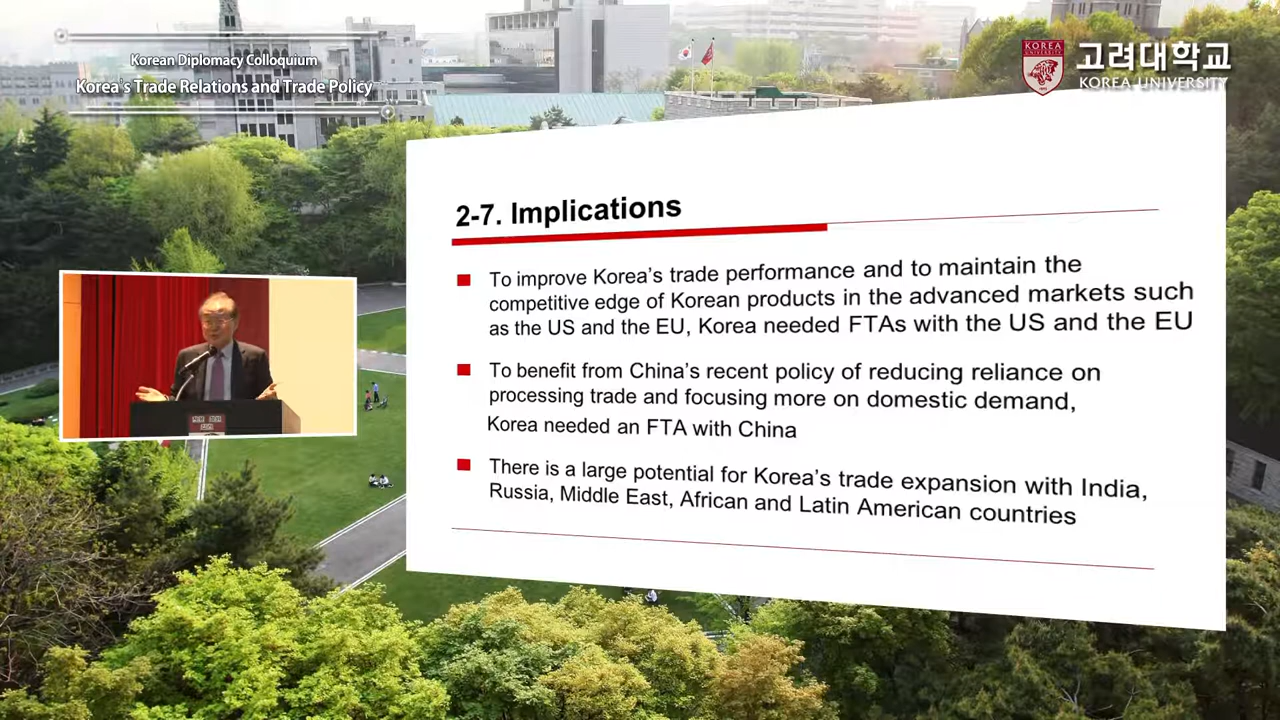 Korean Diplomacy Colloquium
Korea's Trade Relations and Trade Policy
KOREA
UNIVERSITY
고려대학교
KOREA UNIVERSITY
2-7. Implications
To improve Korea's trade performance and to maintain the
competitive edge of Korean products in the advanced markets such
as the US and the EU, Korea needed FTAs with the US and the EU
To benefit from China's recent policy of reducing reliance on
processing trade and focusing more on domestic demand,
Korea needed an FTA with China
There is a large potential for Korea's trade expansion with India,
Russia, Middle East, African and Latin American countries